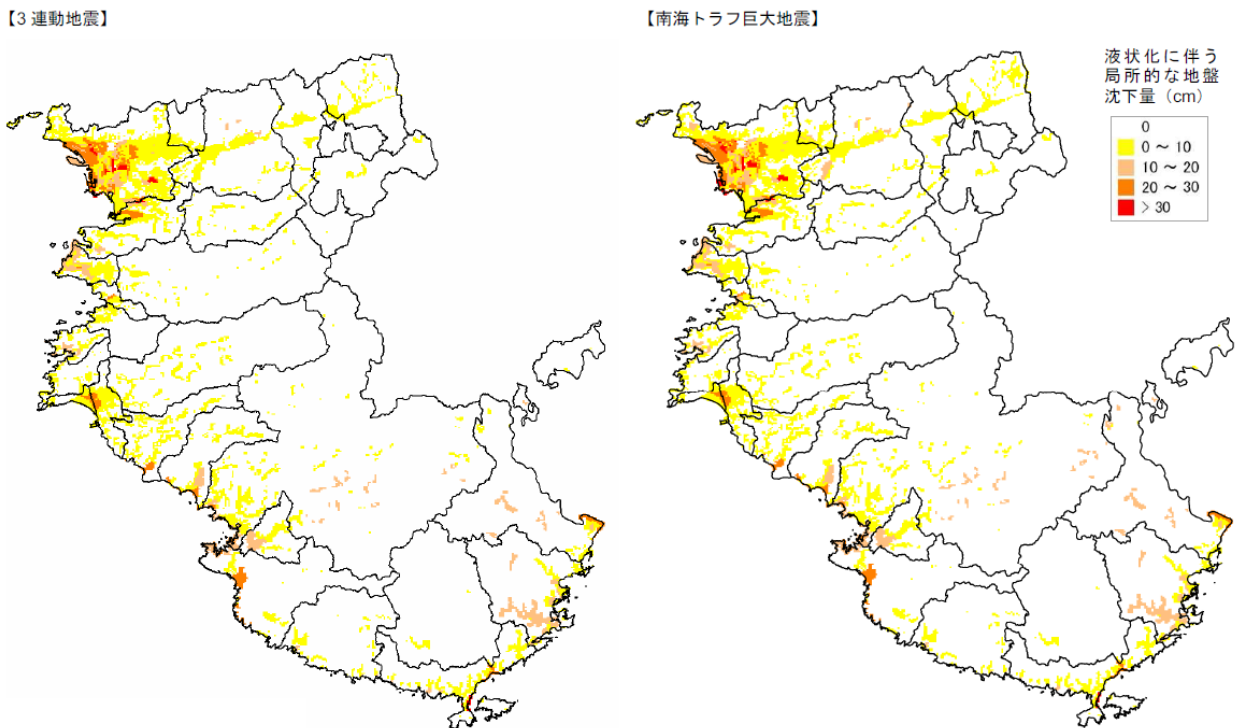 【3 連動地震】
【南海トラフ巨大地震】
液状化に伴う
局所的な地盤
沈下量（cm）
0
0 ～ 10
10 ～ 20
20 ～ 30
> 30